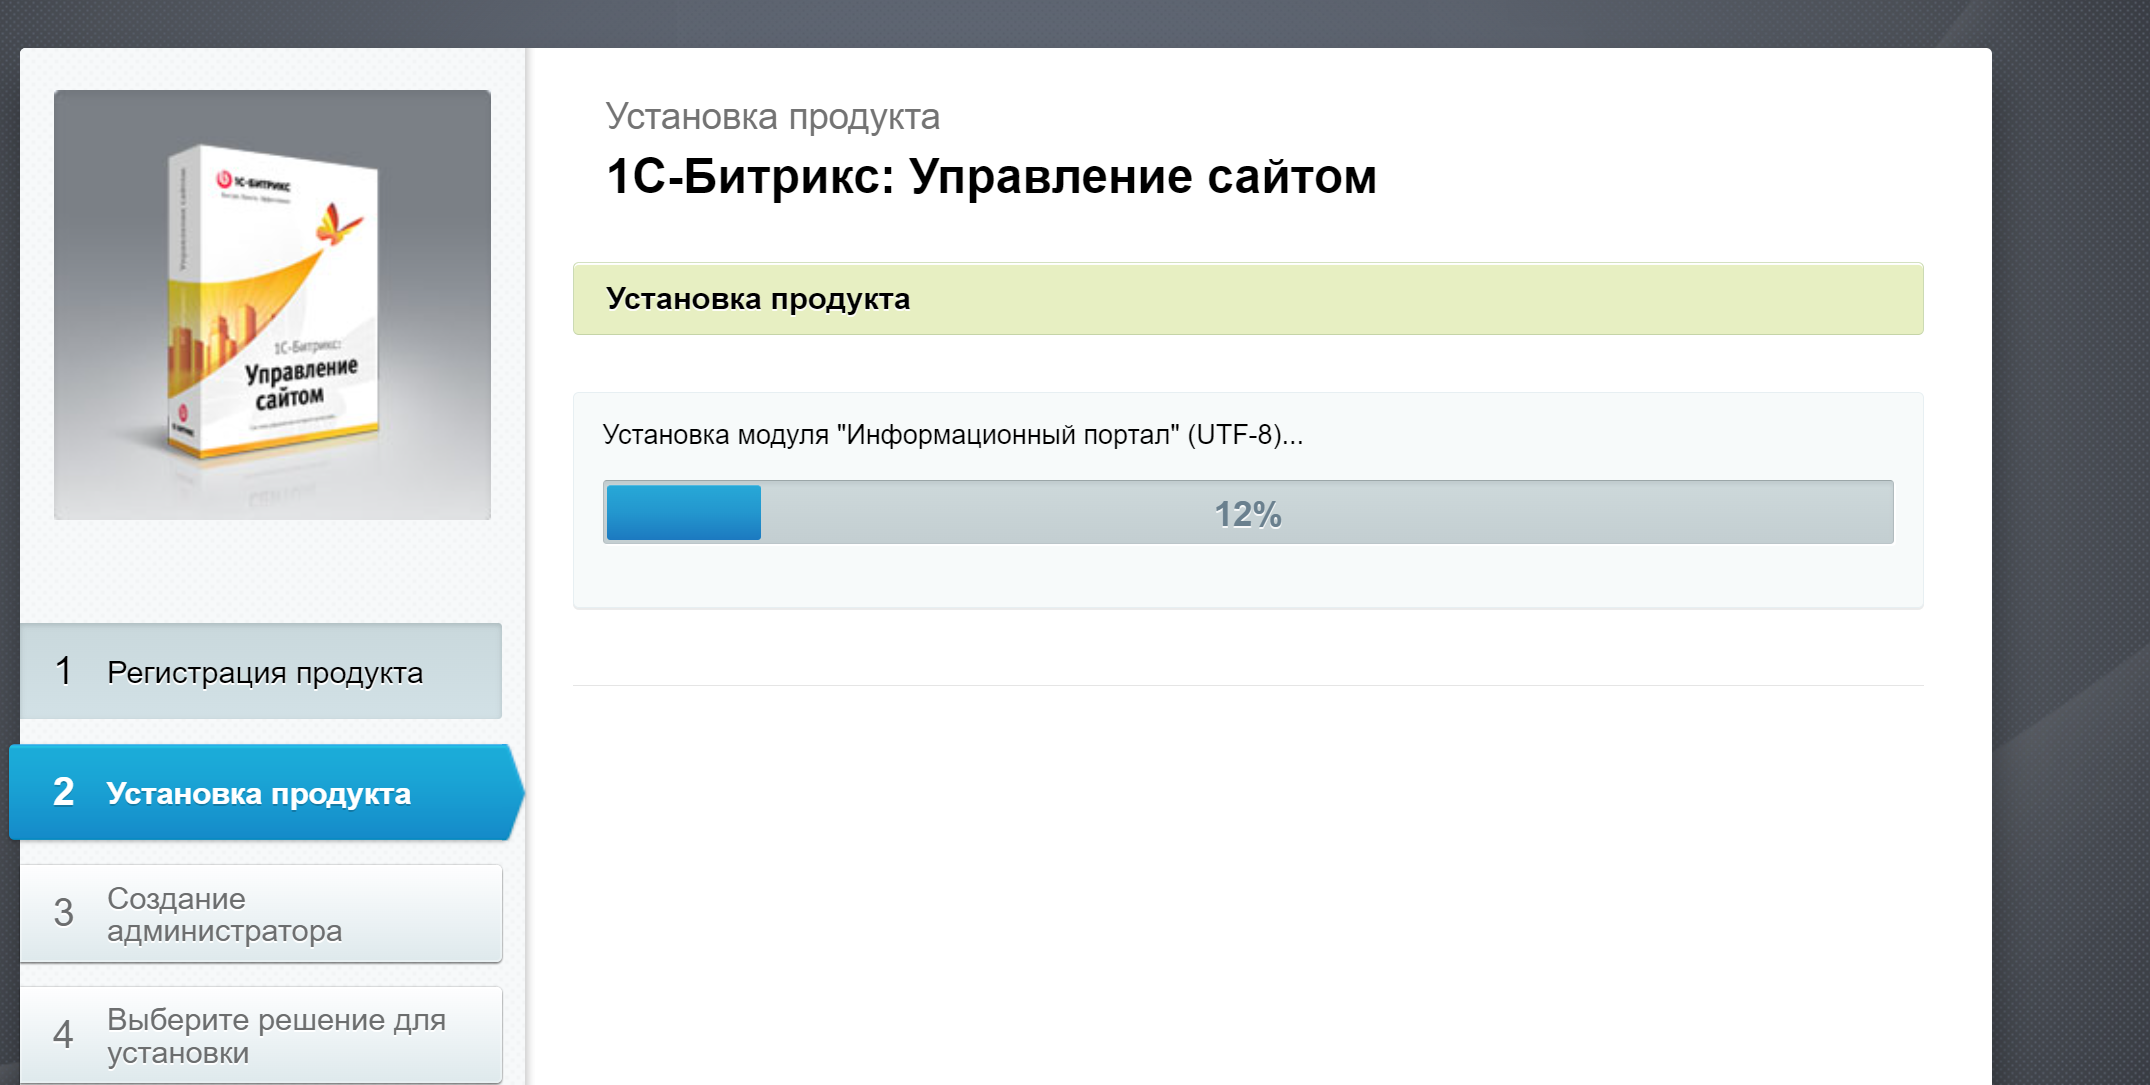 1С-БИТРИКС
1С-Битрикс:
Управление
сайтом
1 Регистрация продукта
2 Установка продукта
3 Создание
администратора
4 Выберите решение для
установки
Установка продукта
1С-Битрикс: Управление сайтом
Установка продукта
Установка модуля "Информационный портал" (UTF-8)...
12%